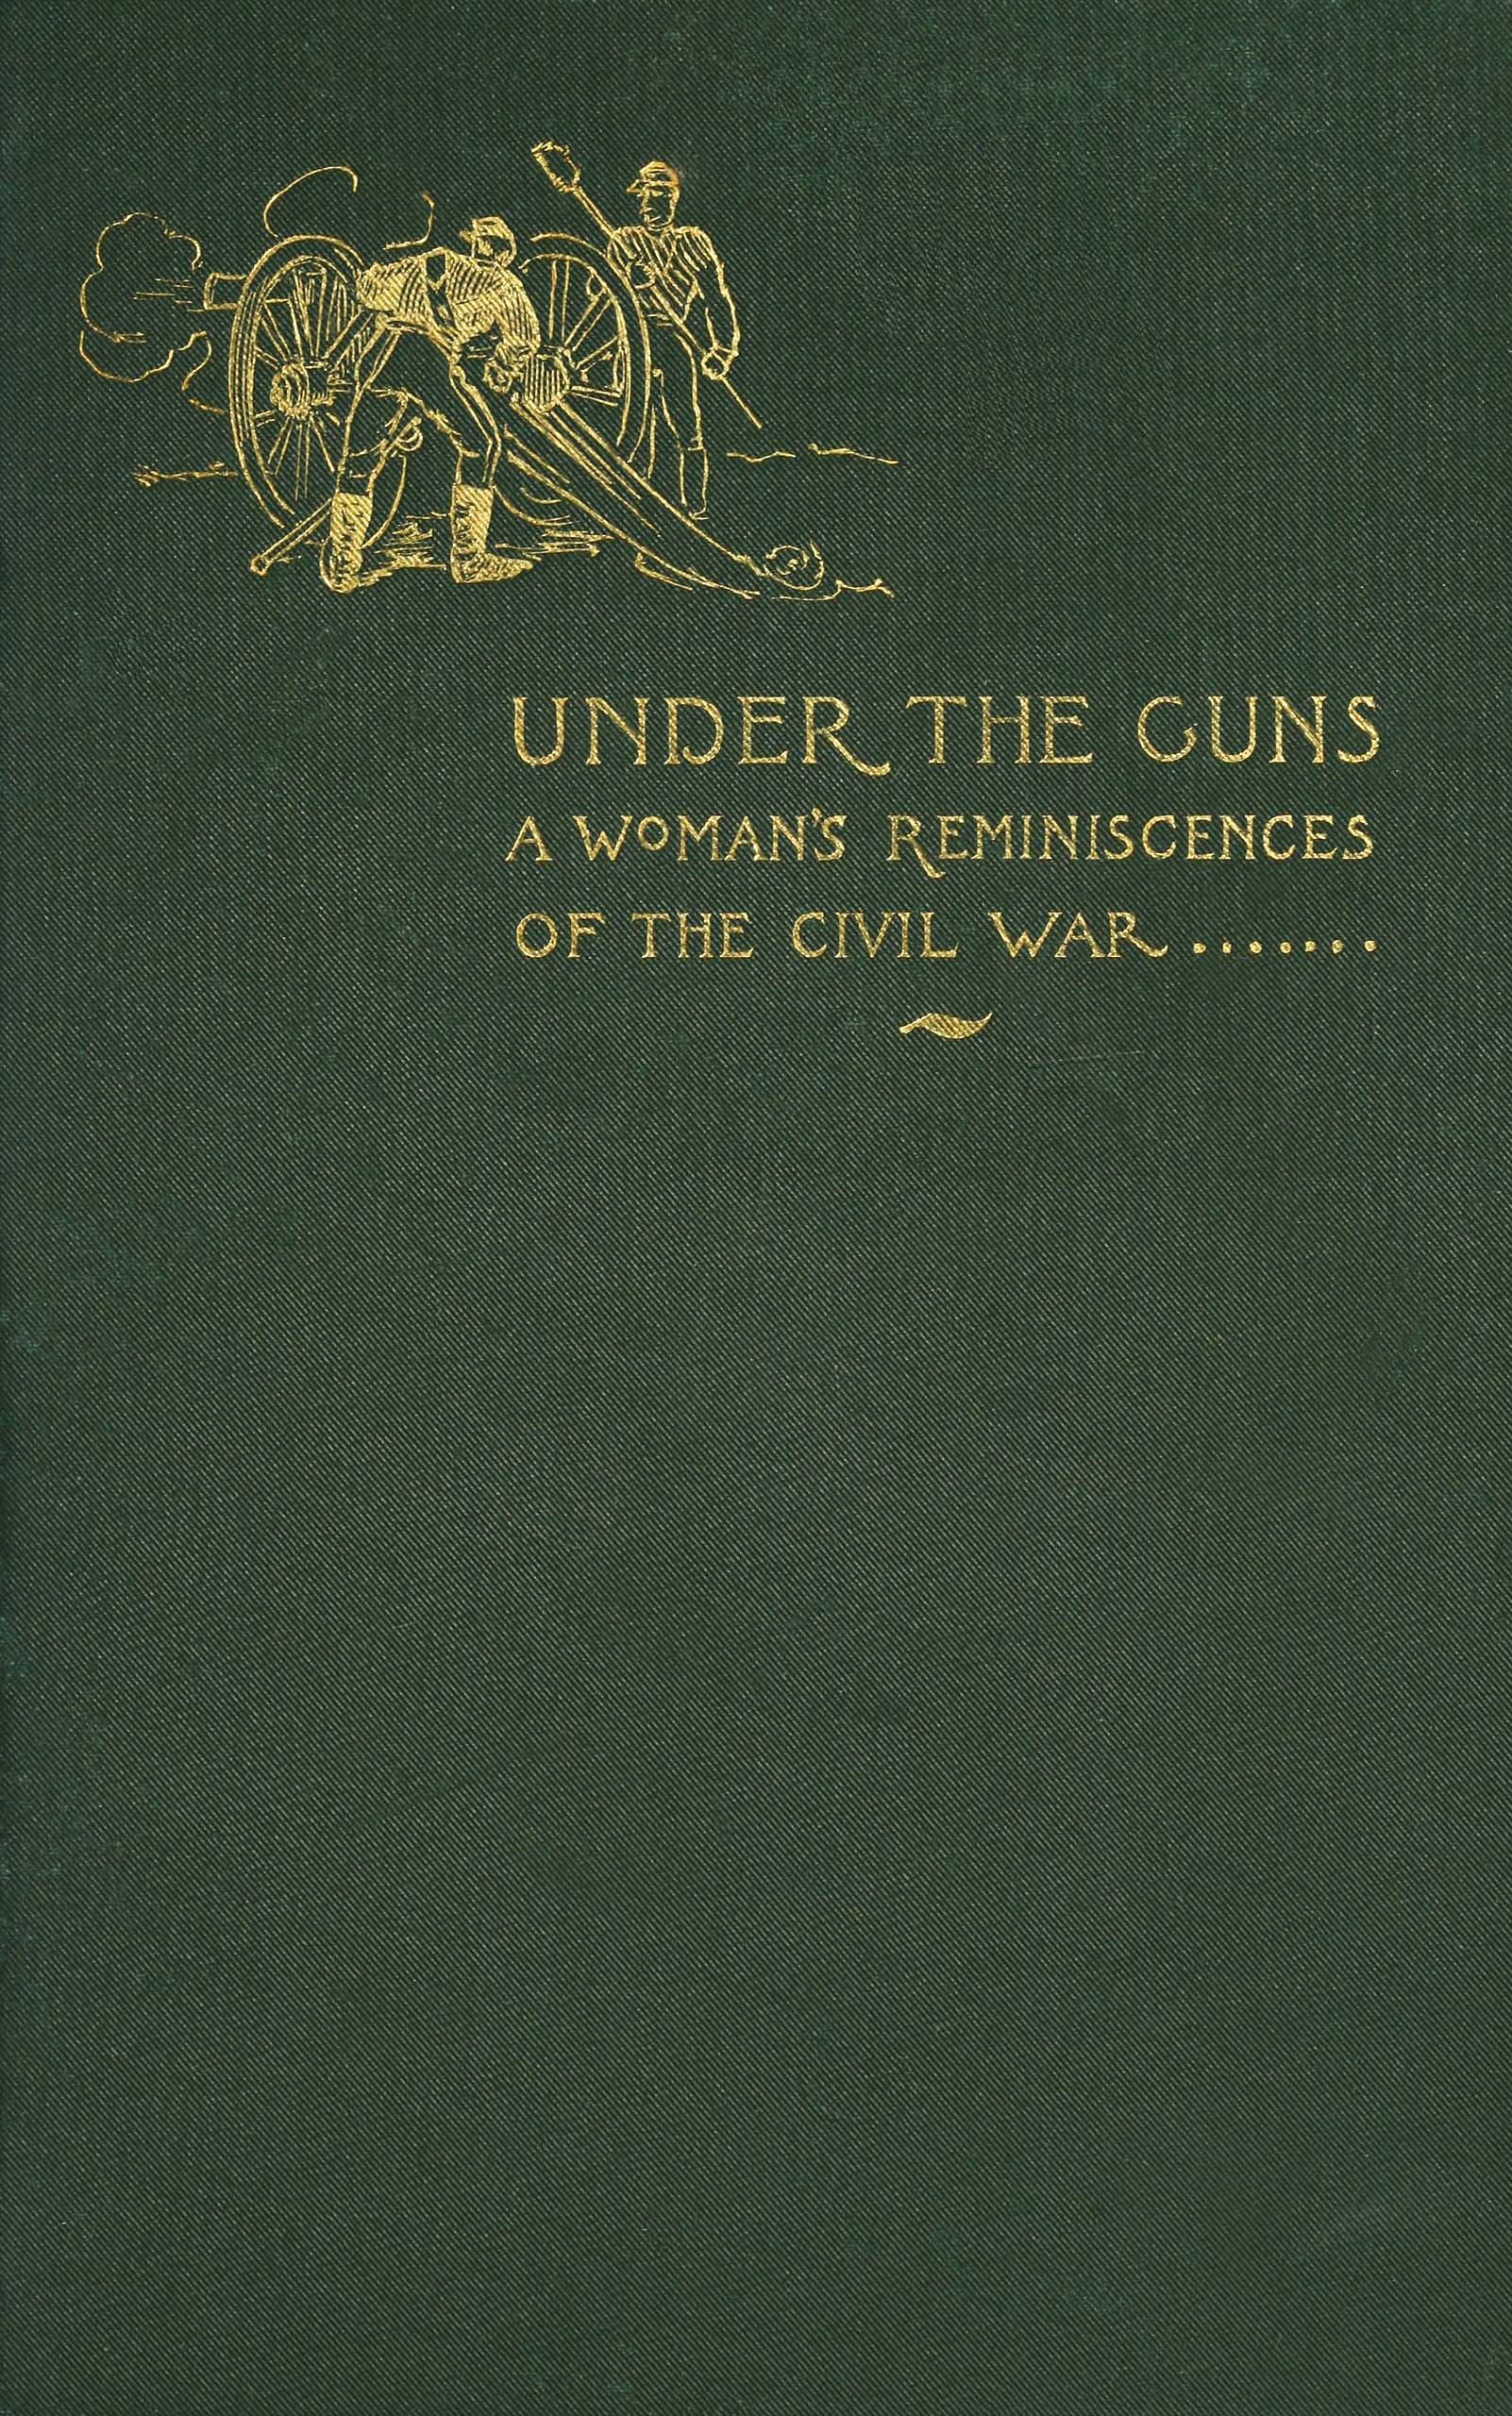 UNDER THE GUNS
A WOMAN'S REMINISCENCES
OF THE CIVIL WAR.......